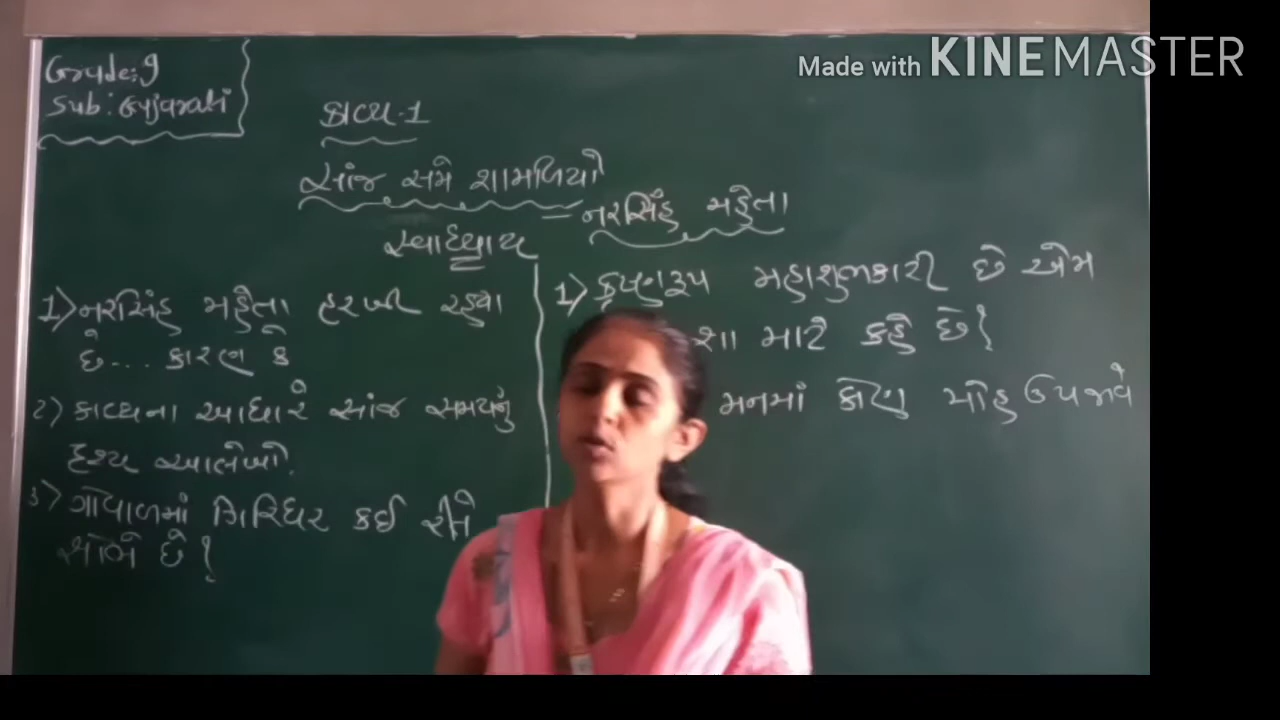 Made with KINEMASTER
Grade:9
Sub: Gujarati
કાવ્ય-1
સાંજ સમે શામળિયો
= નરસિંહ મહેતા
સ્વાધ્યાય
1) નરસિંહ મહેતા હરખી રહ્યા
છે... કારણ કે
2) કાવ્યના આધારે સાંજ સમયનું
દૃશ્ય આલેખો.
3) ગોવાળમાં ગિરિધર કઈ રીતે
શોભે છે?
1) કૃષ્ણરૂપ મહાશુભકારી છે એમ
શા માટે કહે છે?
મનમાં કોણ મોહ ઉપજાવે